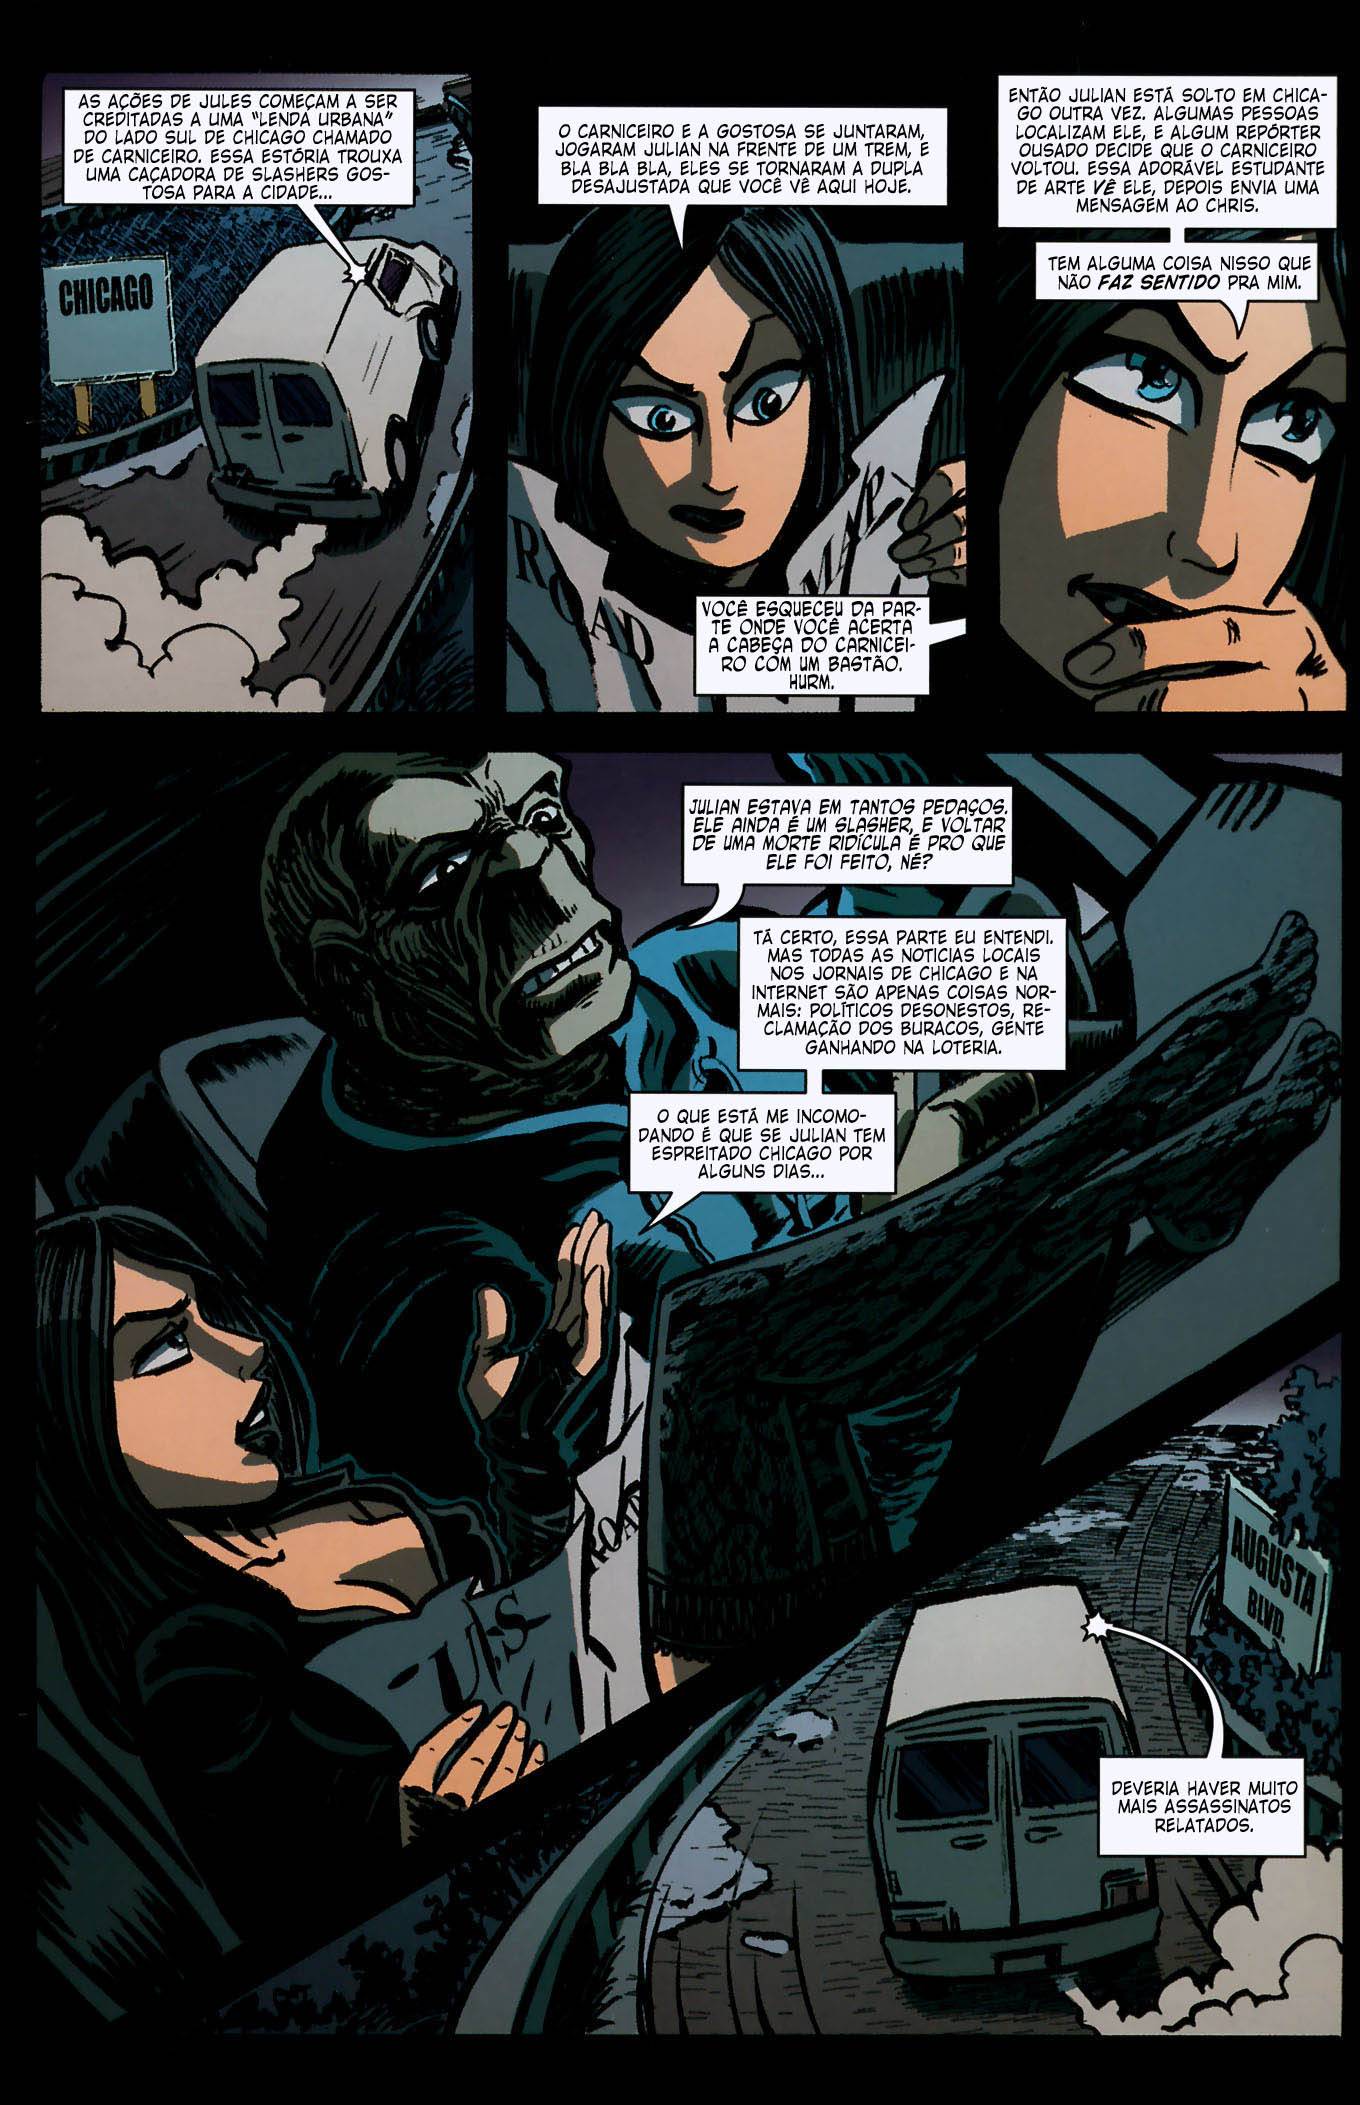 AS AÇÕES DE JULES COMEÇAM A SER
CREDITADAS A UMA "LENDA URBANA"
DO LADO SUL DE CHICAGO CHAMADO
DE CARNICEIRO. ESSA ESTÓRIA TROUXA
UMA CAÇADORA DE SLASHERS GOS-
TOSA PARA A CIDADE...
CHICAGO
O CARNICEIRO E A GOSTOSA SE JUNTARAM,
JOGARAM JULIAN NA FRENTE DE UM TREM, E
BLA BLA BLA, ELES SE TORNARAM A DUPLA
DESAJUSTADA QUE VOCÊ VÊ AQUI HOJE.
ROAD
MAP
VOCÊ ESQUECEU DA PAR-
TE ONDE VOCÊ ACERTA
A CABEÇA DO CARNICEI-
RO COM UM BASTÃO.
HURM.
ENTÃO JULIAN ESTÁ SOLTO EM CHICA-
GO OUTRA VEZ. ALGUMAS PESSOAS
LOCALIZAM ELE, E ALGUM REPÓRTER
OUSADO DECIDE QUE O CARNICEIRO
VOLTOU. ESSA ADORÁVEL ESTUDANTE
DE ARTE VÊ ELE, DEPOIS ENVIA UMA
MENSAGEM AO CHRIS.
TEM ALGUMA COISA NISSO QUE
NÃO FAZ SENTIDO PRA MIM.
JULIAN ESTAVA EM TANTOS PEDAÇOS.
ELE AINDA É UM SLASHER, E VOLTAR
DE UMA MORTE RIDÍCULA É PRO QUE
ELE FOI FEITO, NÉ?
TÁ CERTO, ESSA PARTE EU ENTENDI.
MAS TODAS AS NOTICIAS LOCAIS
NOS JORNAIS DE CHICAGO E NA
INTERNET SÃO APENAS COISAS NOR-
MAIS: POLÍTICOS DESONESTOS, RE-
CLAMAÇÃO DOS BURACOS, GENTE
GANHANDO NA LOTERIA.
O QUE ESTÁ ME INCOMO-
DANDO É QUE SE JULIAN TEM
ESPREITADO CHICAGO POR
ALGUNS DIAS...
ROAD
U.S
AUGUSTA
BLVD.
DEVERIA HAVER MUITO
MAIS ASSASSINATOS
RELATADOS.